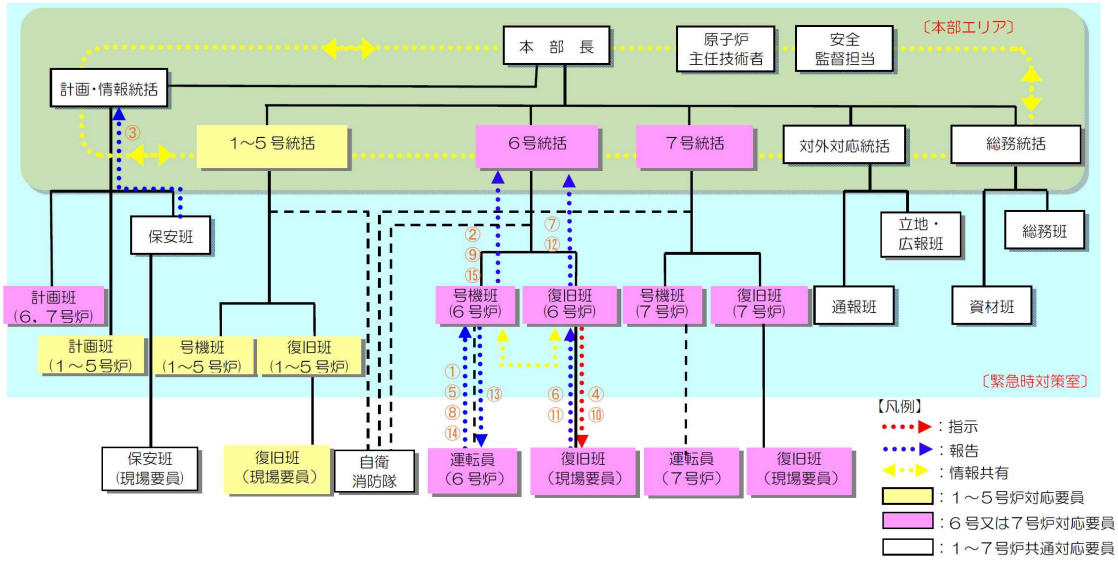 〔本部エリア〕
本部長
原子炉
主任技術者
安全
監督担当
計画・情報統括
③
1～5号統括
6号統括
7号統括
対外対応統括
総務統括
保安班
②
⑨
⑮
⑦
⑫
立地・
広報班
総務班
計画班
(6，7号炉)
号機班
(6号炉)
復旧班
(6号炉)
号機班
(7号炉)
復旧班
(7号炉)
通報班
資材班
計画班
(1～5号炉)
号機班
(1～5号炉)
復旧班
(1～5号炉)
〔緊急時対策室〕
①
⑤
⑧
⑭
⑬
⑥
⑪
④
⑩
保安班
(現場要員)
復旧班
(現場要員)
自衛
消防隊
運転員
(6号炉)
復旧班
(現場要員)
運転員
(7号炉)
復旧班
(現場要員)
【凡例】
：指示
：報告
：情報共有
：1～5号炉対応要員
：6号又は7号炉対応要員
：1～7号炉共通対応要員